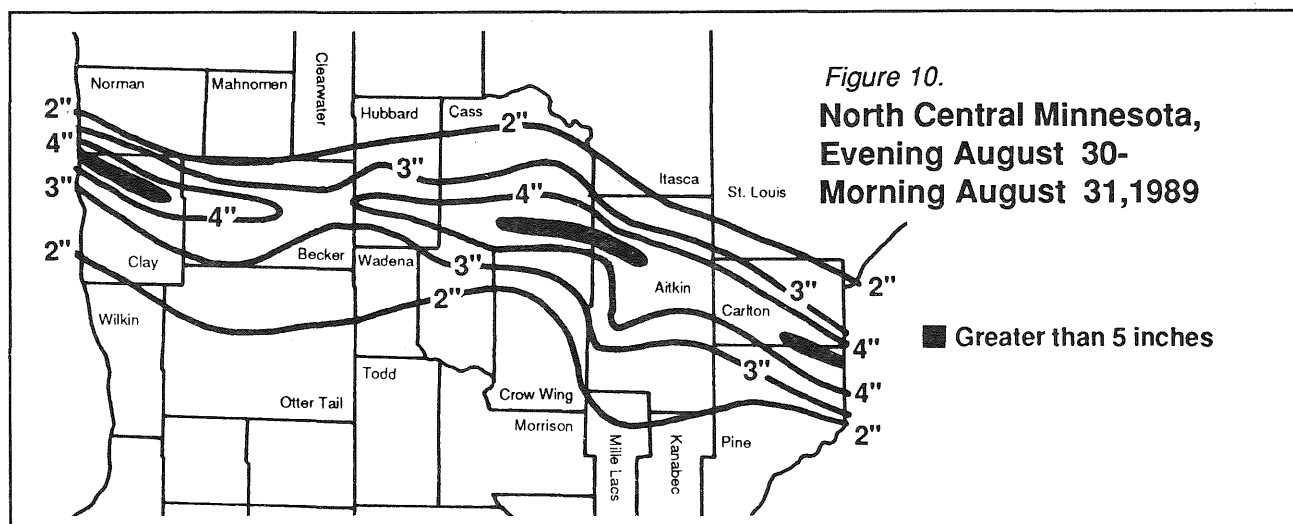 Figure 10.
North Central Minnesota,
Evening August 30-
Morning August 31,1989
Greater than 5 inches
Norman
Mahnomen
Clearwater
Hubbard
Cass
Itasca
St. Louis
Clay
Becker
Wadena
Aitkin
Carlton
Wilkin
Otter Tail
Todd
Crow Wing
Morrison
Mille Lacs
Kanabec
Pine
2"
4"
3"
2"
4"
2"
3"
4"
3"
2"
3"
3"
2"
4"
4"
2"